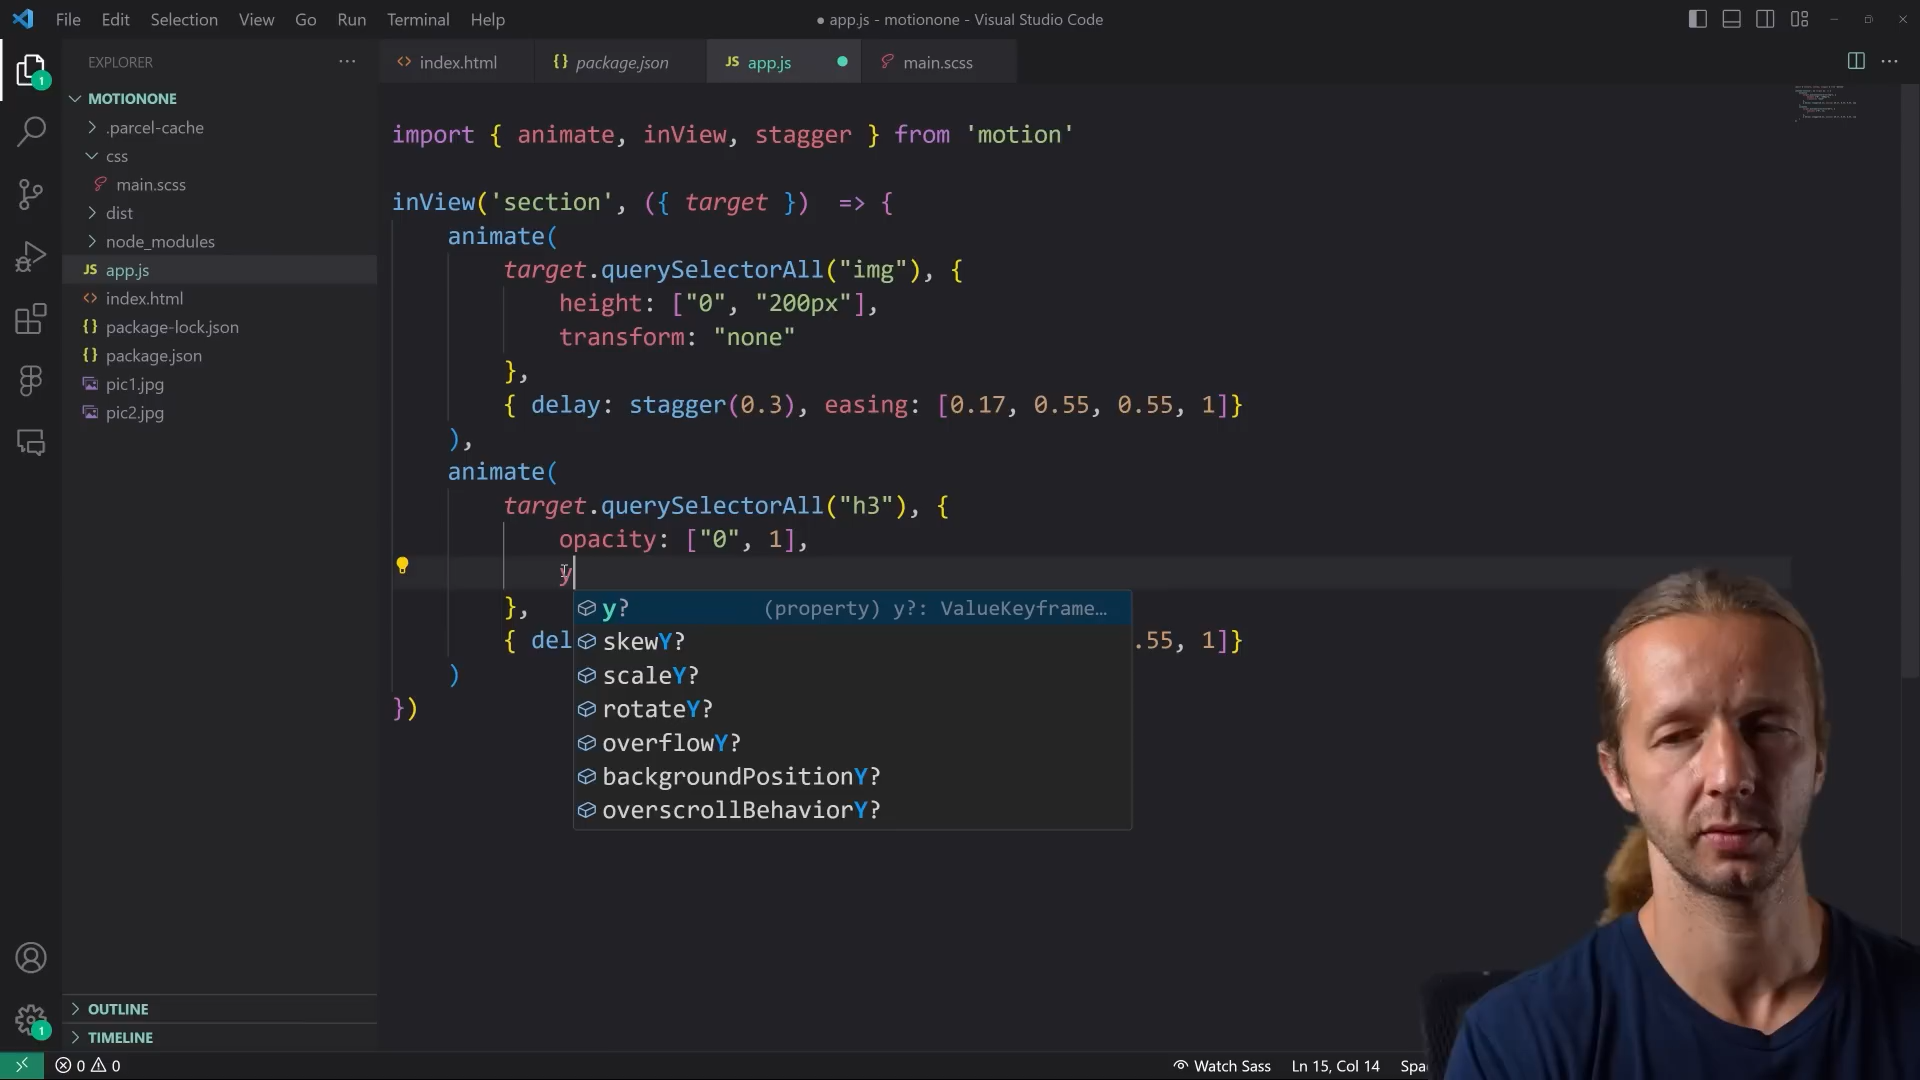 File Edit Selection View Go Run Terminal Help
● app.js - motionone - Visual Studio Code
EXPLORER
index.html
package.json
app.js
main.scss
MOTIONONE
.parcel-cache
css
main.scss
dist
node_modules
app.js
index.html
package-lock.json
package.json
pic1.jpg
pic2.jpg
OUTLINE
TIMELINE
import { animate, inView, stagger } from 'motion'
inView('section', ({ target }) => {
animate(
target.querySelectorAll("img"), {
height: ["0", "200px"],
transform: "none"
},
{ delay: stagger(0.3), easing: [0.17, 0.55, 0.55, 1]}
),
animate(
target.querySelectorAll("h3"), {
opacity: ["0", 1],
y
},
{ del .55, 1]}
)
})
y? (property) y?: ValueKeyframe…
skewY?
scaleY?
rotateY?
overflowY?
backgroundPositionY?
overscrollBehaviorY?
1
1
0 0
Watch Sass Ln 15, Col 14 Spa